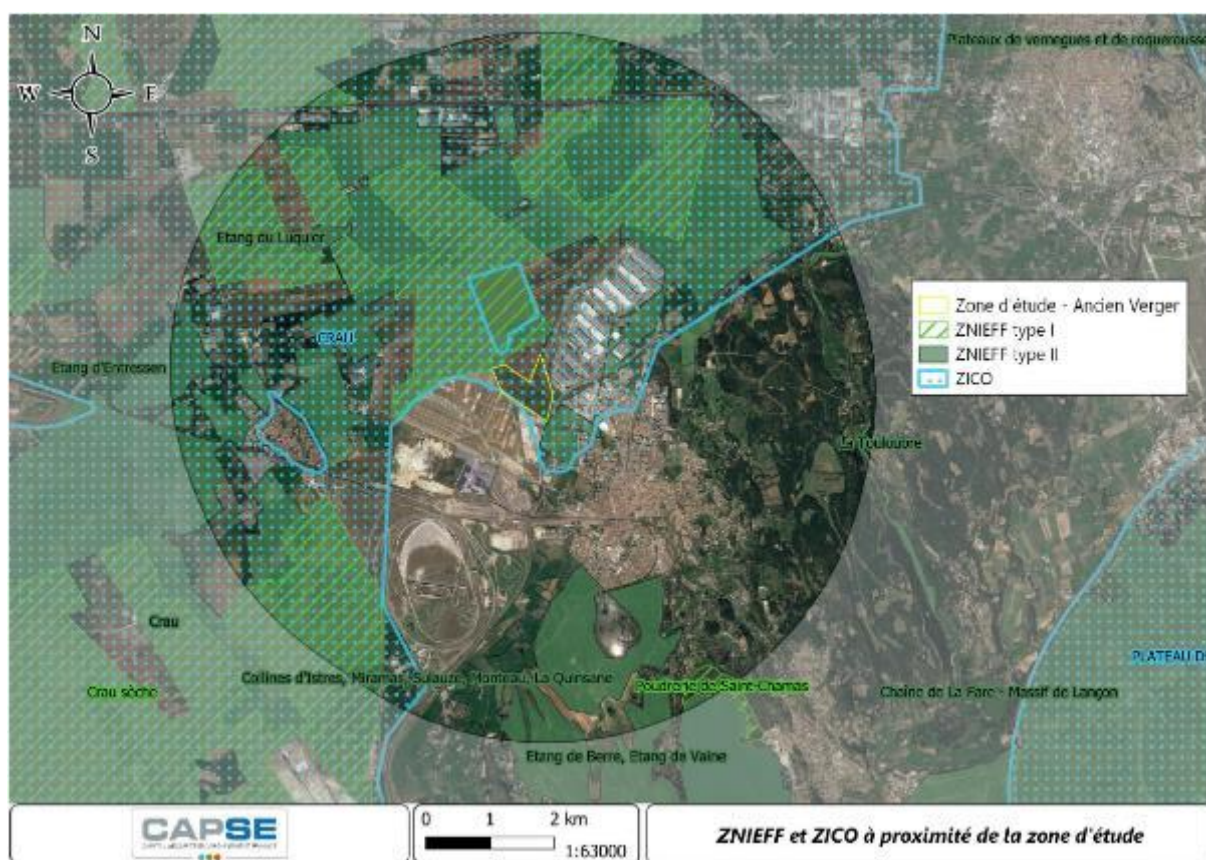 N
Plateaux de vernegues et de roquerousse
W
E
S
Etang du Luquier
Zone d'étude - Ancien Verger
ZNIEFF type I
ZNIEFF type II
ZICO
CRAU
Etang d'Entressen
La Touloubre
Crau
PLATEAU D
Collines d'Istres, Miramas, Sulauze, Monteau, La Quinsane
Poudrerie de Saint-Chamas
Chaîne de La Fare - Massif de Lançon
Crau sèche
Etang de Berre, Etang de Vaine
CAPSE
0 1 2 km
1:63000
ZNIEFF et ZICO à proximité de la zone d'étude